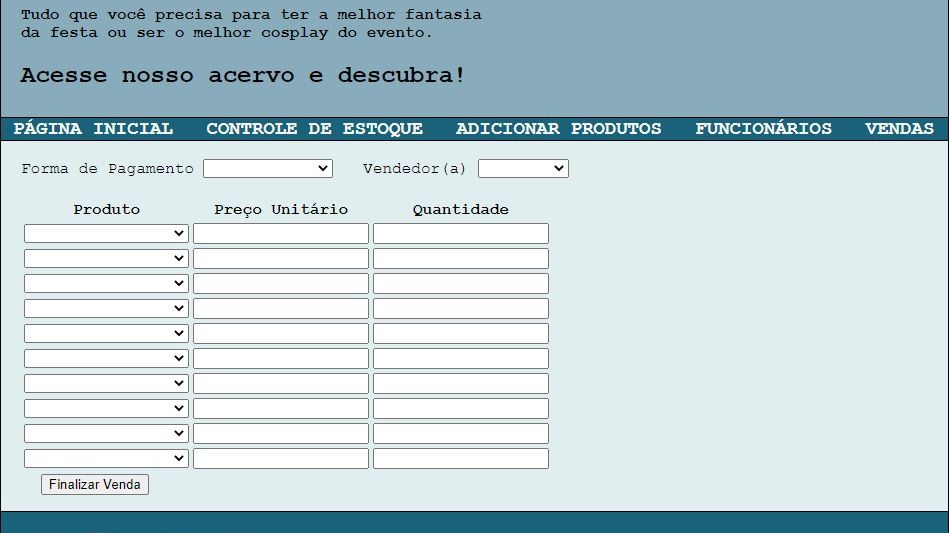 Tudo que você precisa para ter a melhor fantasia
da festa ou ser o melhor cosplay do evento.
Acesse nosso acervo e descubra!
PÁGINA INICIAL CONTROLE DE ESTOQUE ADICIONAR PRODUTOS FUNCIONÁRIOS VENDAS
Forma de Pagamento Vendedor(a)
Produto Preço Unitário Quantidade
Finalizar Venda